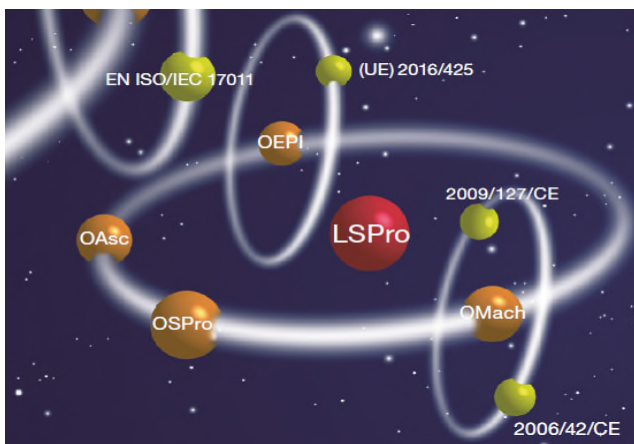 EN ISO/IEC 17011
(UE) 2016/425
OEPI
2009/127/CE
OAsc
LSPro
OSPro
OMach
2006/42/CE